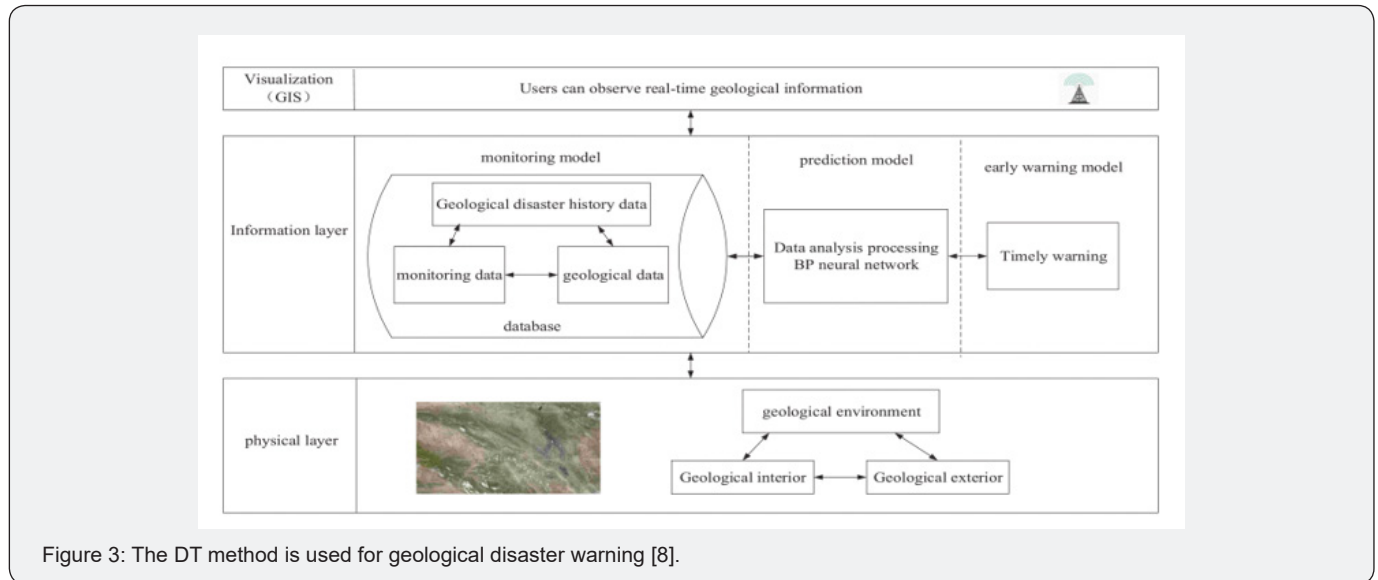 Visualization
（GIS）
Users can observe real-time geological information
Information layer
monitoring model
Geological disaster history data
monitoring data
geological data
database
prediction model
Data analysis processing
BP neural network
early warning model
Timely warning
physical layer
geological environment
Geological interior
Geological exterior
Figure 3: The DT method is used for geological disaster warning [8].